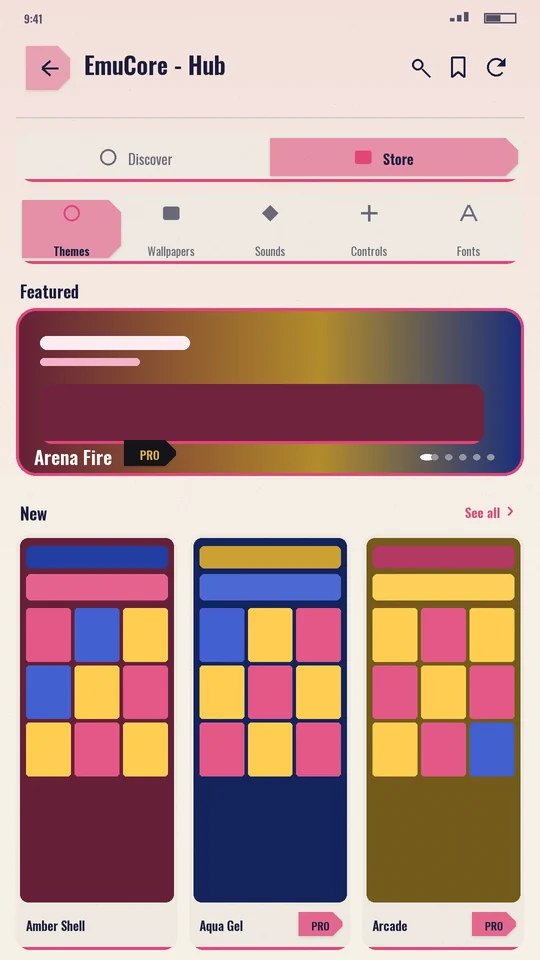 9:41
EmuCore - Hub
Discover
Store
Themes
Wallpapers
Sounds
Controls
Fonts
Featured
Arena Fire
PRO
New
See all
Amber Shell
Aqua Gel
PRO
Arcade
PRO